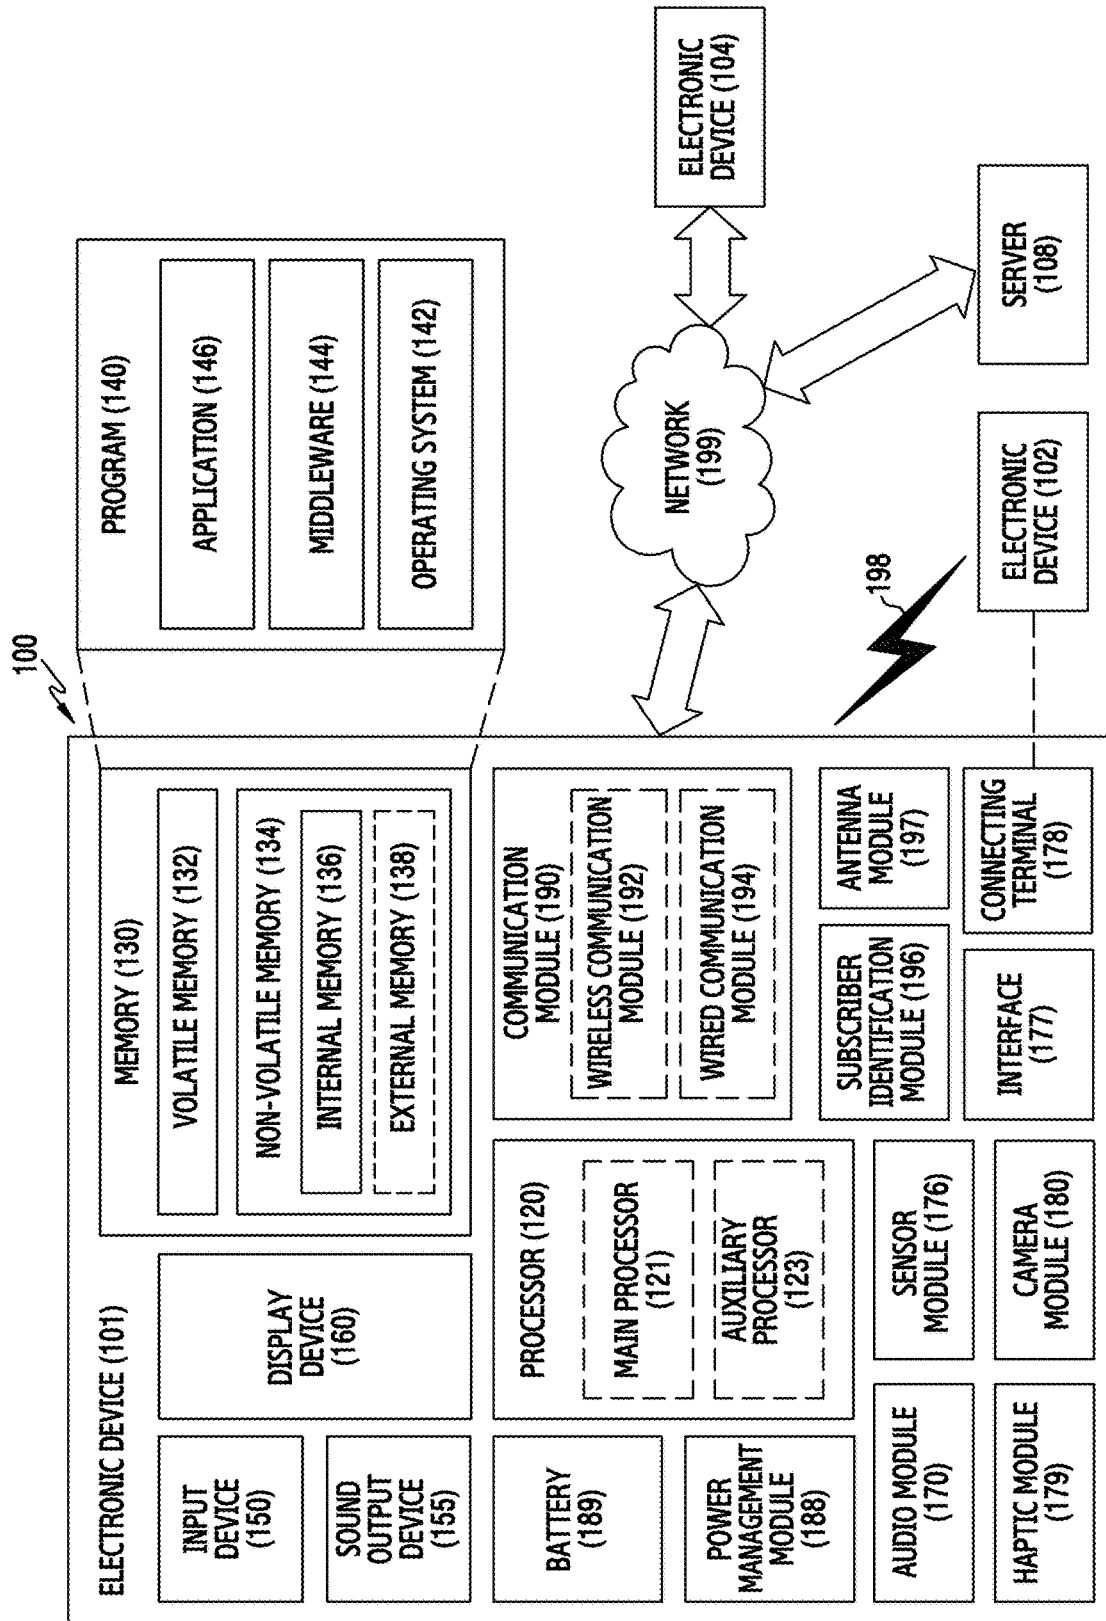 100
ELECTRONIC DEVICE (101)
INPUT
DEVICE
(150)
SOUND
OUTPUT
DEVICE
(155)
DISPLAY
DEVICE
(160)
MEMORY (130)
VOLATILE MEMORY (132)
NON-VOLATILE MEMORY (134)
INTERNAL MEMORY (136)
EXTERNAL MEMORY (138)
PROGRAM (140)
APPLICATION (146)
MIDDLEWARE (144)
OPERATING SYSTEM (142)
BATTERY
(189)
POWER
MANAGEMENT
MODULE
(188)
PROCESSOR (120)
MAIN PROCESSOR
(121)
AUXILIARY
PROCESSOR
(123)
COMMUNICATION
MODULE (190)
WIRELESS COMMUNICATION
MODULE (192)
WIRED COMMUNICATION
MODULE (194)
NETWORK
(199)
ELECTRONIC
DEVICE (104)
AUDIO MODULE
(170)
SENSOR
MODULE (176)
SUBSCRIBER
IDENTIFICATION
MODULE (196)
ANTENNA
MODULE
(197)
198
HAPTIC MODULE
(179)
CAMERA
MODULE (180)
INTERFACE
(177)
CONNECTING
TERMINAL
(178)
ELECTRONIC
DEVICE (102)
SERVER
(108)